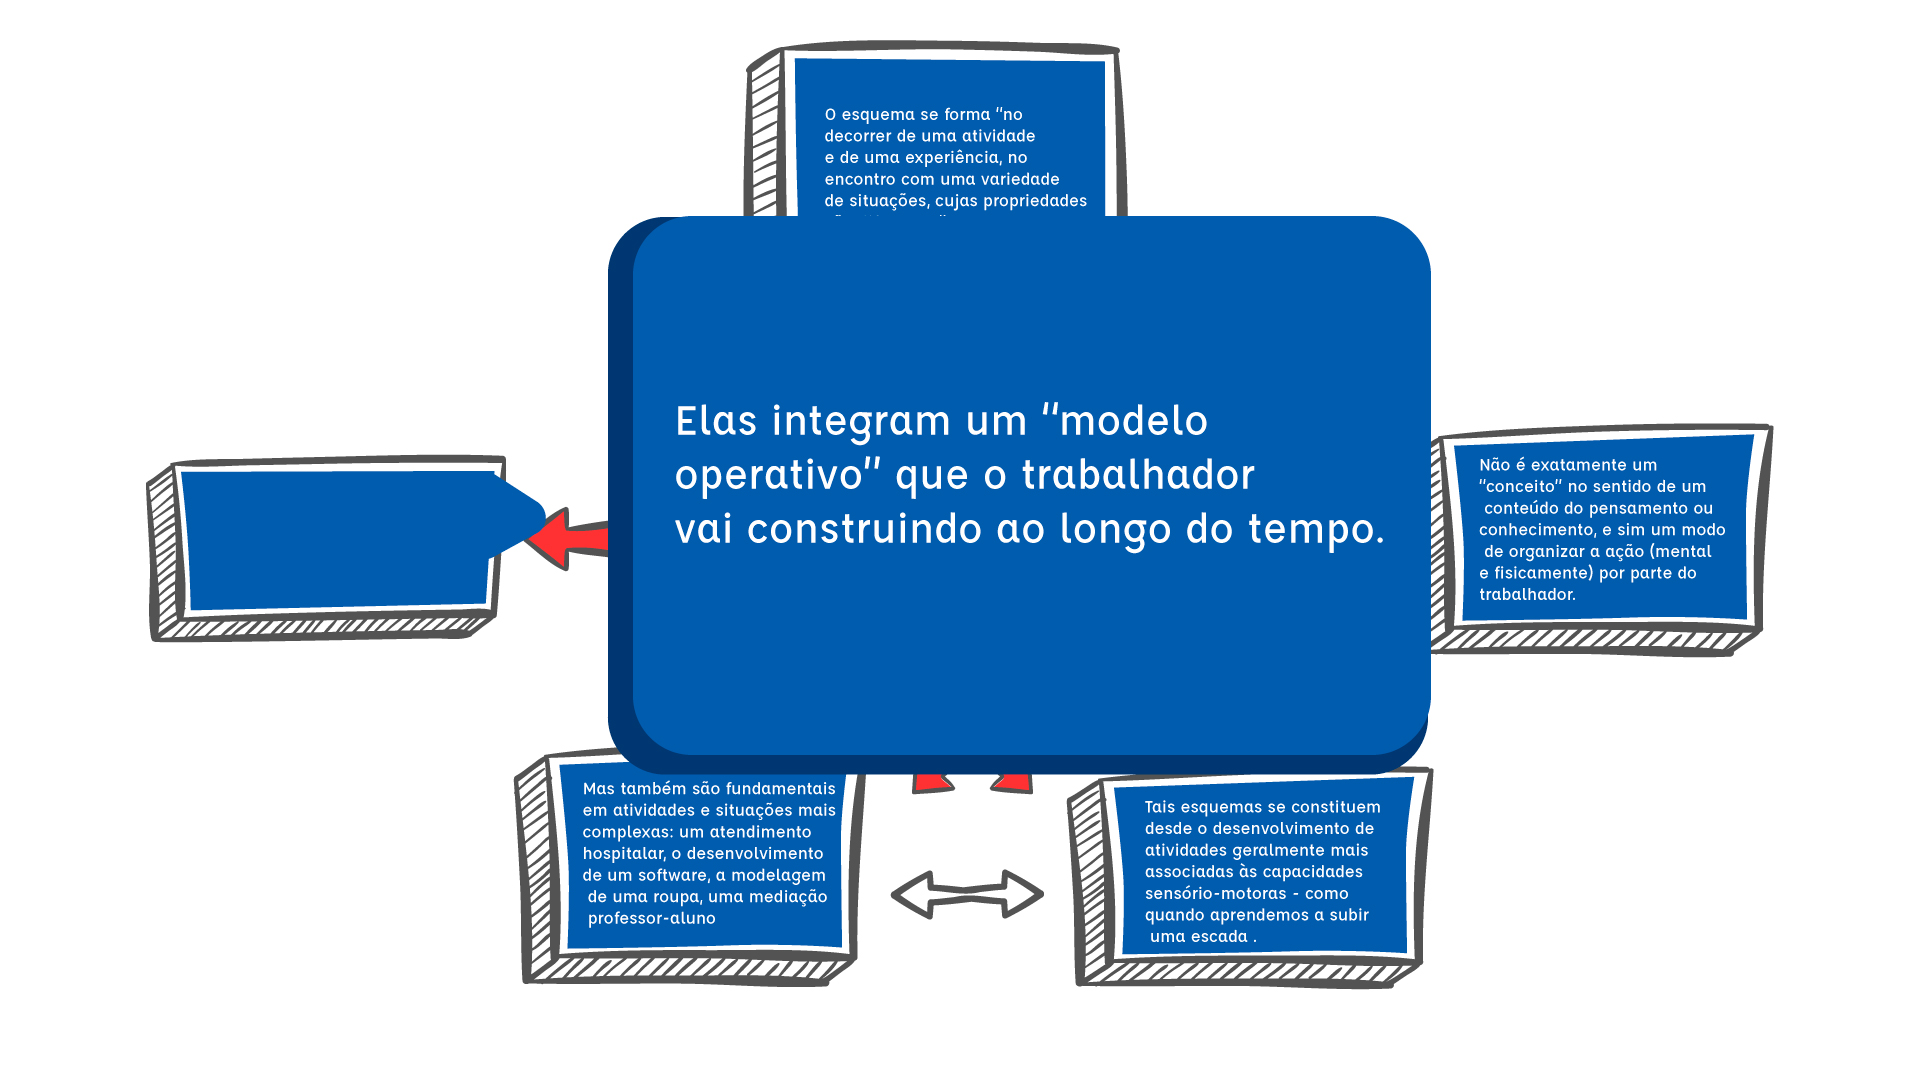 O esquema se forma “no
decorrer de uma atividade
e de uma experiência, no
encontro com uma variedade
de situações, cujas propriedades
Elas integram um “modelo
operativo” que o trabalhador
vai construindo ao longo do tempo.
Não é exatamente um
“conceito” no sentido de um
conteúdo do pensamento ou
conhecimento, e sim um modo
de organizar a ação (mental
e fisicamente) por parte do
trabalhador.
Mas também são fundamentais
em atividades e situações mais
complexas: um atendimento
hospitalar, o desenvolvimento
de um software, a modelagem
de uma roupa, uma mediação
professor-aluno
Tais esquemas se constituem
desde o desenvolvimento de
atividades geralmente mais
associadas às capacidades
sensório-motoras - como
quando aprendemos a subir
uma escada .